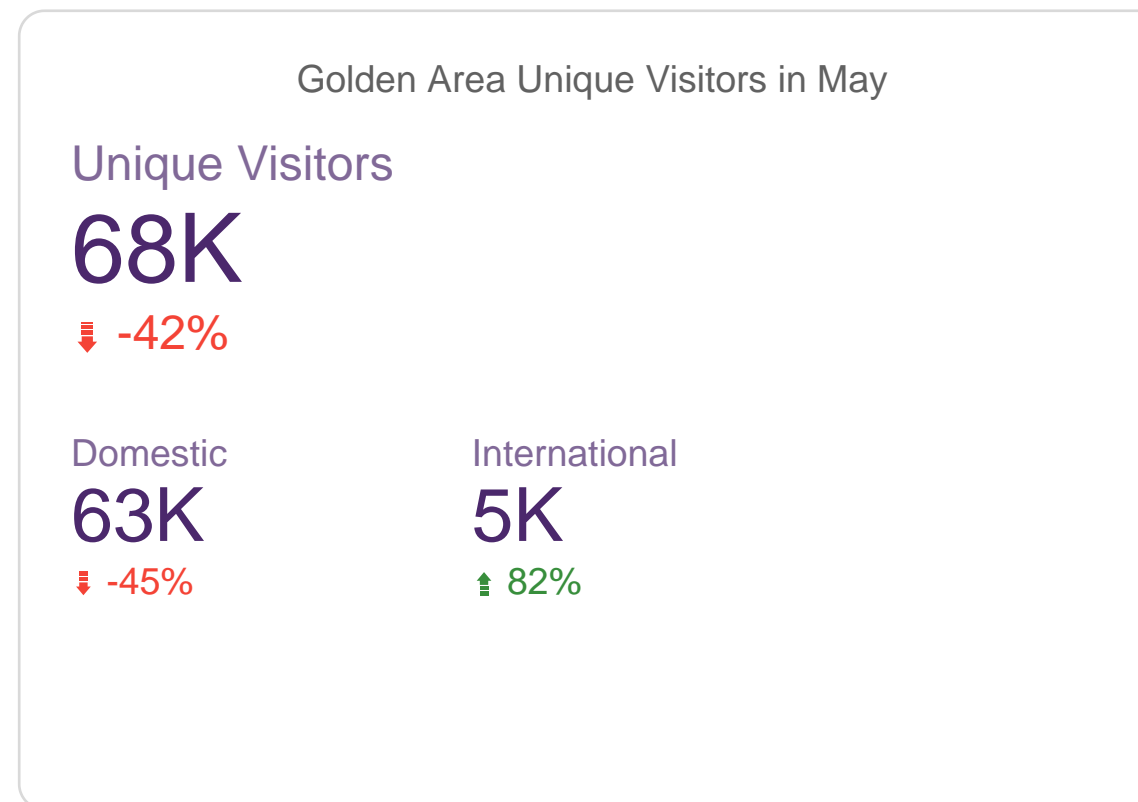 Golden Area Unique Visitors in May
Unique Visitors
68K
-42%
Domestic
63K
-45%
International
5K
82%